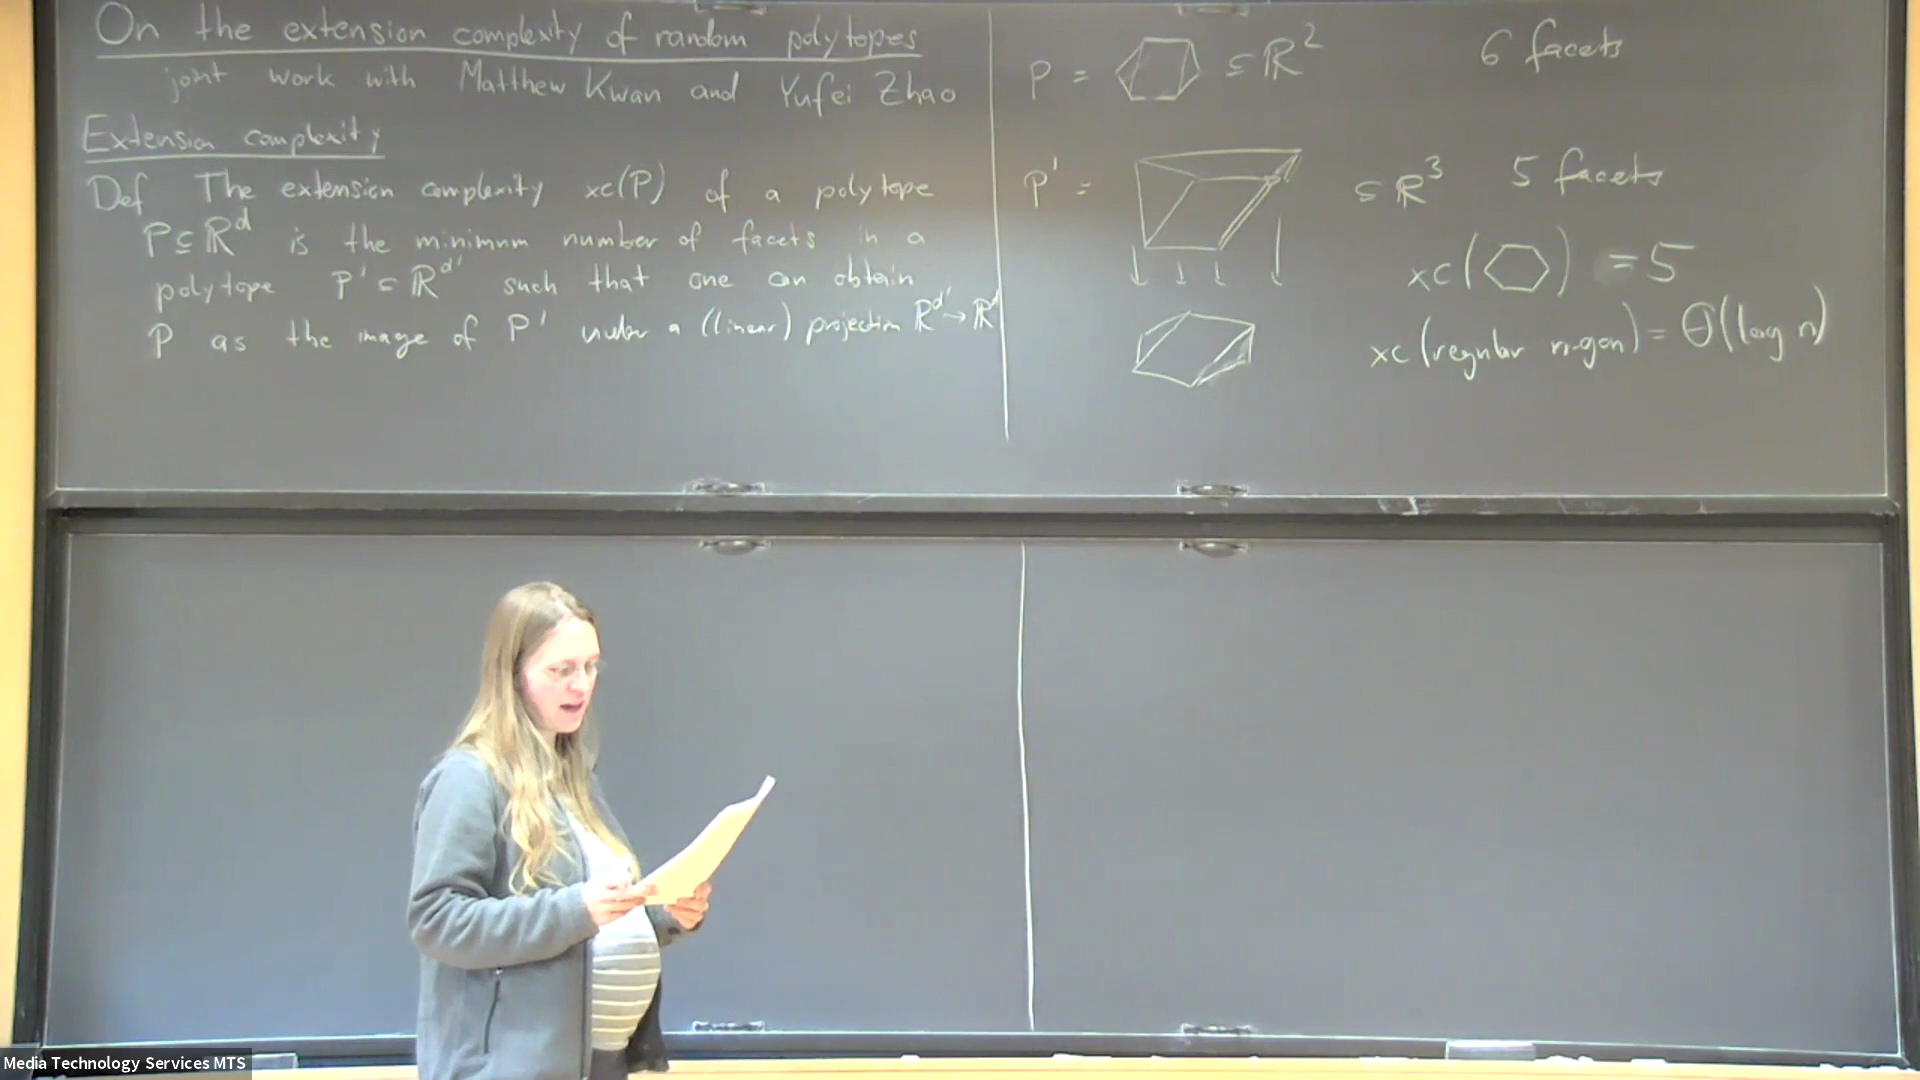 On the extension complexity of random polytopes
joint work with Matthew Kwan and Yufei Zhao
Extension complexity
Def The extension complexity xc(P) of a polytope
P ⊆ ℝ^d is the minimum number of facets in a
polytope P' ⊆ ℝ^d' such that one can obtain
P as the image of P' under a (linear) projection ℝ^d' → ℝ^d
P = ⊆ ℝ^2 6 facets
P' = ⊆ ℝ^3 5 facets
xc( ) = 5
xc(regular n-gon) = Θ(log n)
Media Technology Services MTS